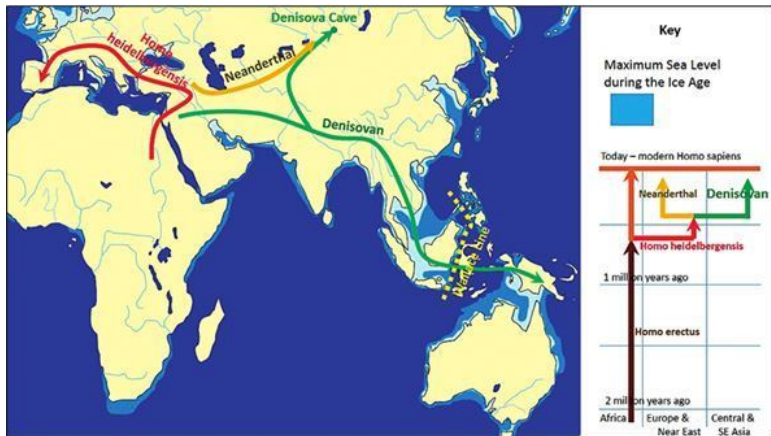 Denisova Cave
Homo
heidelbergensis
Neanderthal
Denisovan
Wallace Line
Key
Maximum Sea Level
during the Ice Age
Today – modern Homo sapiens
Neanderthal
Denisovan
Homo heidelbergensis
1 million years ago
Homo erectus
2 million years ago
Africa
Europe &
Near East
Central &
SE Asia